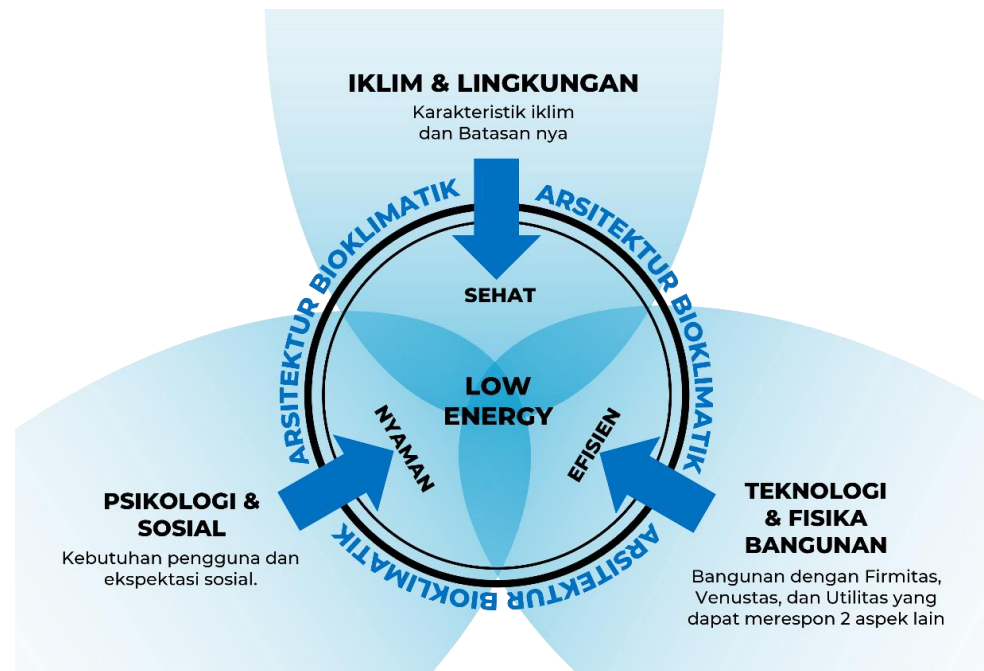 IKLIM & LINGKUNGAN
Karakteristik iklim
dan Batasan nya
ARSITEKTUR BIOKLIMATIK
ARSITEKTUR BIOKLIMATIK
SEHAT
LOW
ENERGY
NYAMAN
EFISIEN
PSIKOLOGI &
SOSIAL
Kebutuhan pengguna dan
ekspektasi sosial.
TEKNOLOGI
& FISIKA
BANGUNAN
Bangunan dengan Firmitas,
Venustas, dan Utilitas yang
dapat merespon 2 aspek lain
ARSITEKTUR BIOKLIMATIK